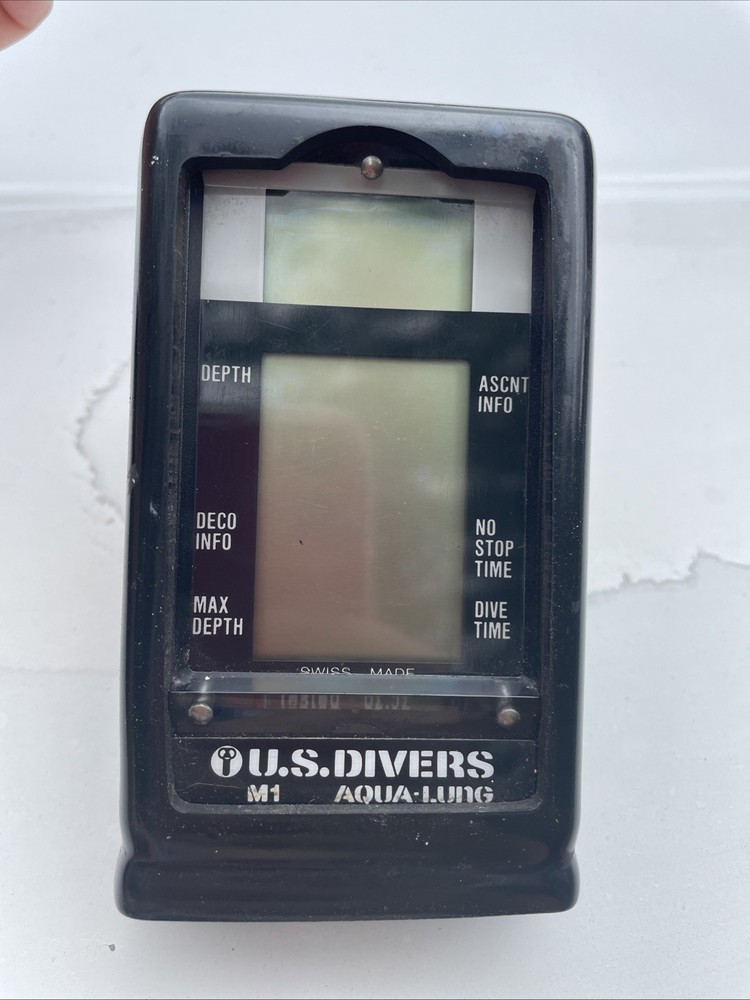 DEPTH
ASCNT
INFO
DECO
INFO
NO
STOP
TIME
MAX
DEPTH
DIVE
TIME
SWISS MADE
U.S.DIVERS
M1 AQUA-LUNG